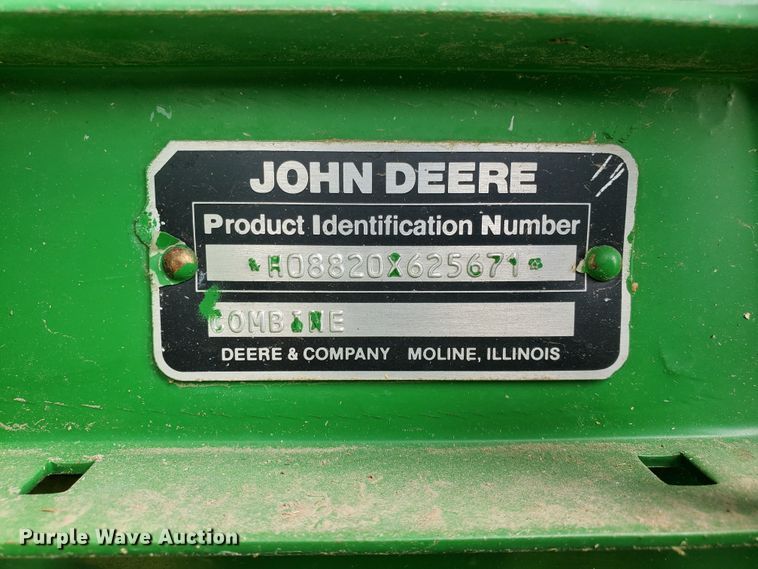 JOHN DEERE
Product Identification Number
*H08820X625671*
COMBINE
DEERE & COMPANY MOLINE, ILLINOIS
Purple Wave Auction